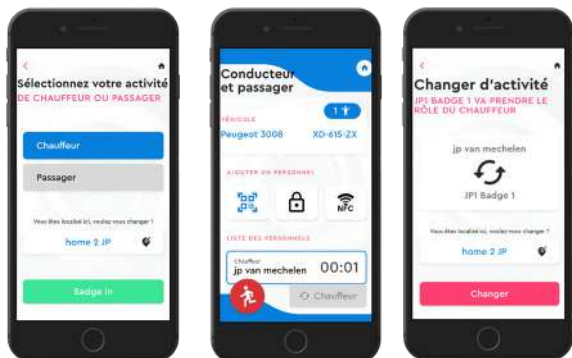 Sélectionnez votre activité
DE CHAUFFEUR OU PASSAGER
Chauffeur
Passager
Vous êtes localisé ici, voulez-vous changer ?
home 2 JP
Badge in
Conducteur
et passager
1
VÉHICULE
Peugeot 3008 XD-615-ZX
AJOUTER UN PERSONNEL
NFC
LISTE DES PERSONNELS
Chauffeur
jp van mechelen 00:01
Chauffeur
Changer d'activité
JP1 BADGE 1 VA PRENDRE LE
RÔLE DU CHAUFFEUR
jp van mechelen
JP1 Badge 1
Vous êtes localisé ici, voulez-vous changer ?
home 2 JP
Changer